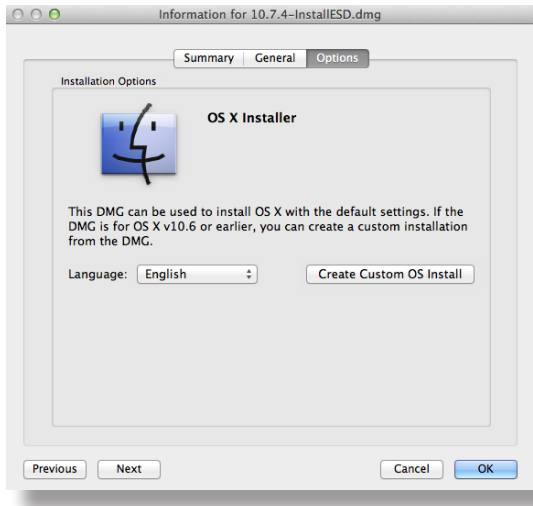 Information for 10.7.4-InstallESD.dmg
Summary General Options
Installation Options
OS X Installer
This DMG can be used to install OS X with the default settings. If the
DMG is for OS X v10.6 or earlier, you can create a custom installation
from the DMG.
Language: English Create Custom OS Install
Previous Next Cancel OK